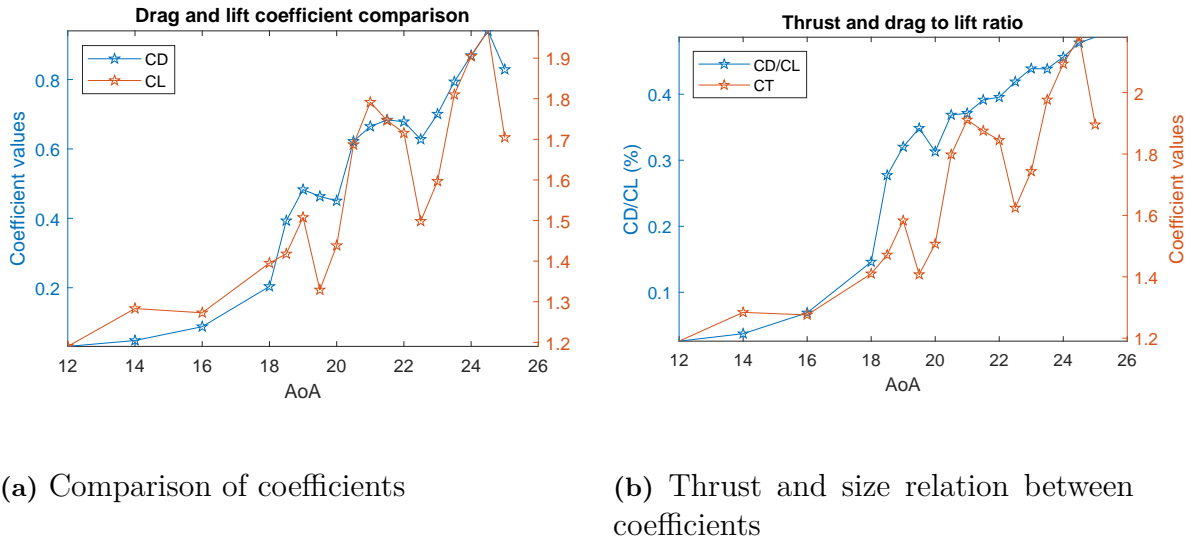 Drag and lift coefficient comparison
CD
CL
0.8
0.6
0.4
0.2
Coefficient values
1.9
1.8
1.7
1.6
1.5
1.4
1.3
1.2
12 14 16 18 20 22 24 26
AoA
Thrust and drag to lift ratio
CD/CL
CT
0.4
0.3
0.2
0.1
CD/CL (%)
2
1.8
1.6
1.4
1.2
Coefficient values
12 14 16 18 20 22 24 26
AoA
(a) Comparison of coefficients
(b) Thrust and size relation between
coefficients